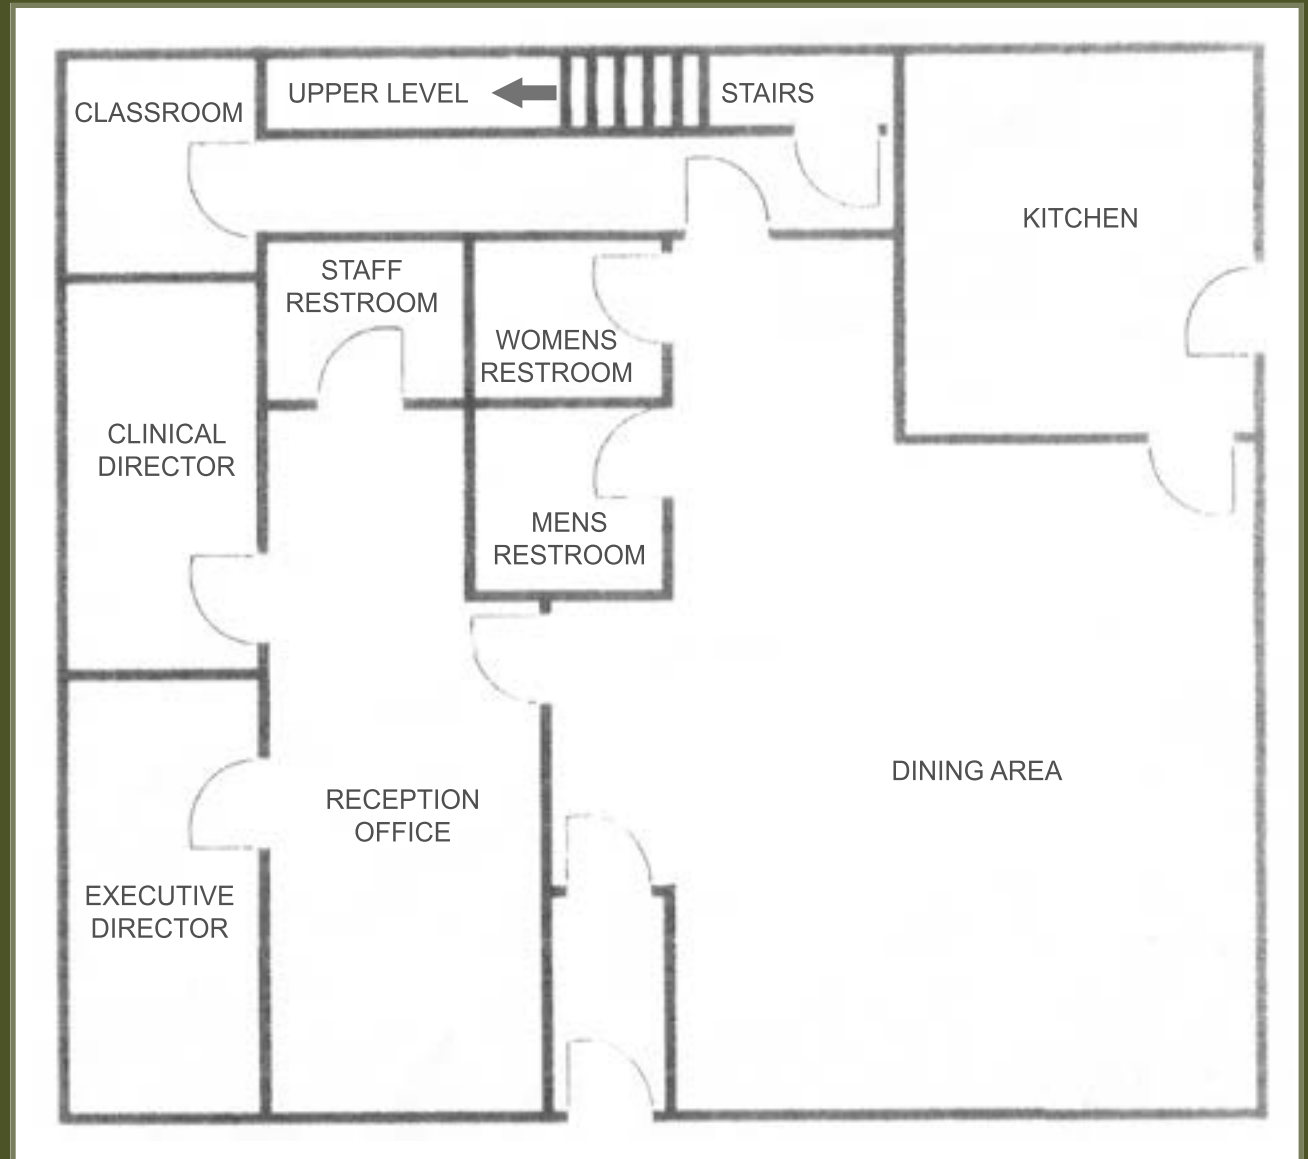 CLASSROOM
UPPER LEVEL
STAIRS
KITCHEN
STAFF
RESTROOM
WOMENS
RESTROOM
CLINICAL
DIRECTOR
MENS
RESTROOM
DINING AREA
RECEPTION
OFFICE
EXECUTIVE
DIRECTOR